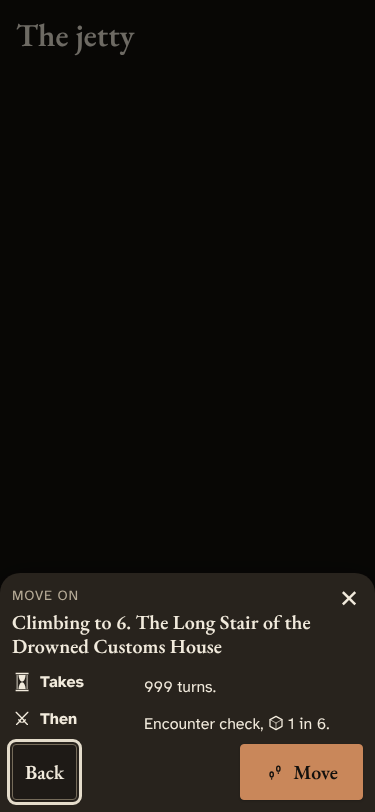 The jetty
MOVE ON
Climbing to 6. The Long Stair of the
Drowned Customs House
Takes 999 turns.
Then Encounter check, 1 in 6.
Back Move